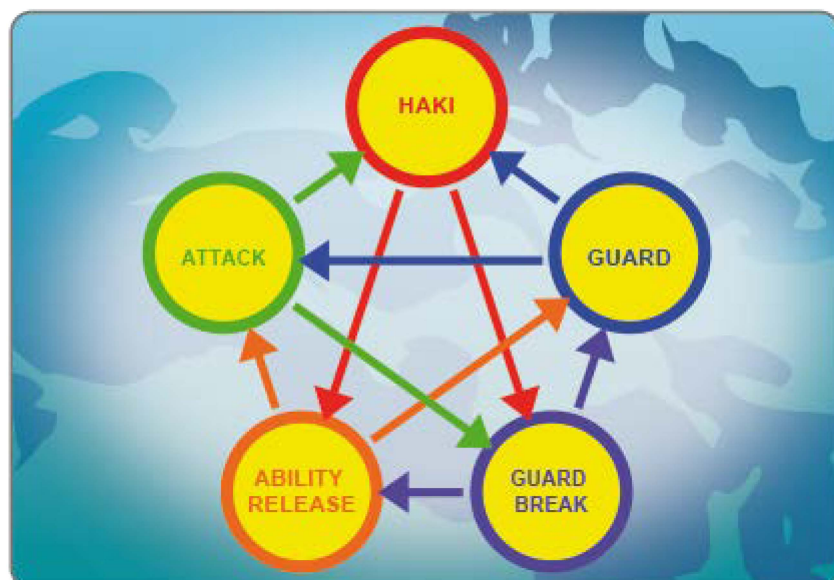 HAKI
ATTACK
GUARD
ABILITY
RELEASE
GUARD
BREAK